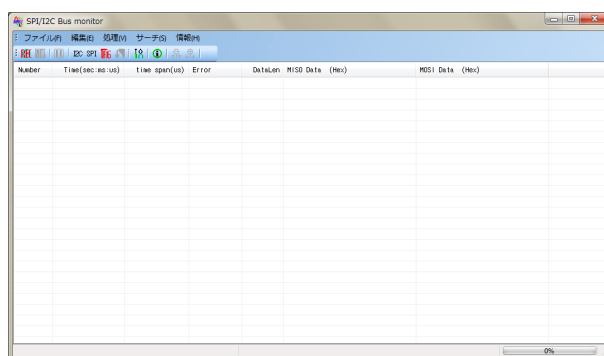 SPI/I2C Bus monitor
ファイル(F) 編集(E) 処理(V) サーチ(S) 情報(H)
I2C SPI
Number Time(sec:ms:us) time span(us) Error DataLen MISO Data (Hex) MOSI Data (Hex)
0%